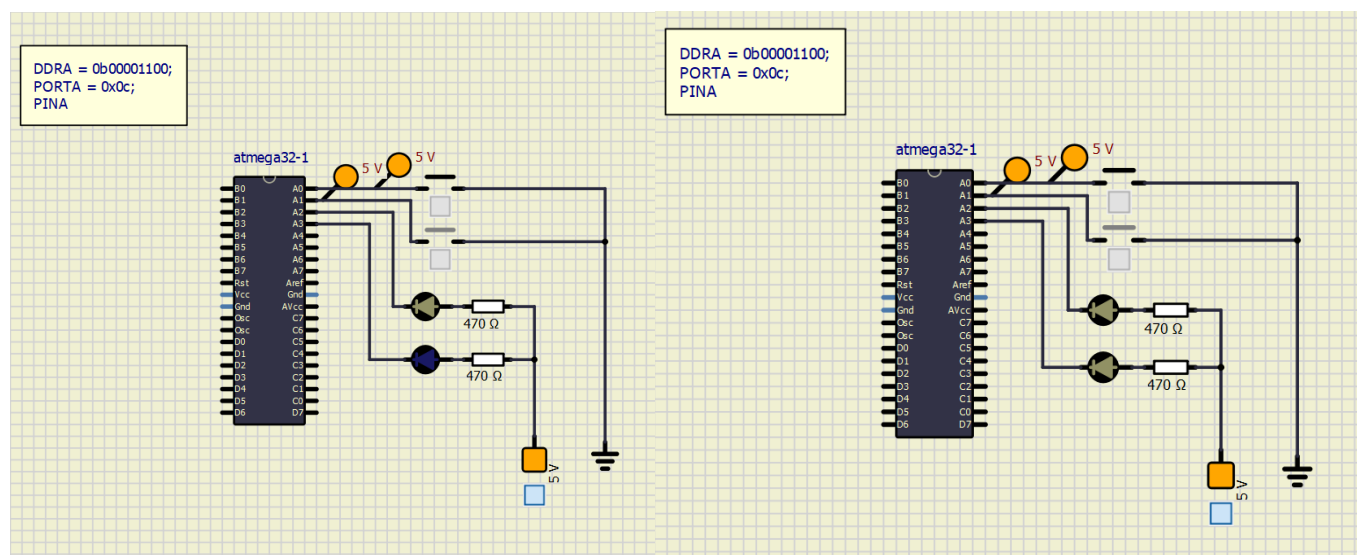 DDRA = 0b00001100;
PORTA = 0x0c;
PINA
atmega32-1
5 V
5 V
B0 A0
B1 A1
B2 A2
B3 A3
B4 A4
B5 A5
B6 A6
B7 A7
Rst Aref
Vcc Gnd
Gnd AVcc
Osc C7
Osc C6
D0 C5
D1 C4
D2 C3
D3 C2
D4 C1
D5 C0
D6 D7
470 Ω
470 Ω
5 V
DDRA = 0b00001100;
PORTA = 0x0c;
PINA
atmega32-1
5 V
5 V
B0 A0
B1 A1
B2 A2
B3 A3
B4 A4
B5 A5
B6 A6
B7 A7
Rst Aref
Vcc Gnd
Gnd AVcc
Osc C7
Osc C6
D0 C5
D1 C4
D2 C3
D3 C2
D4 C1
D5 C0
D6 D7
470 Ω
470 Ω
5 V